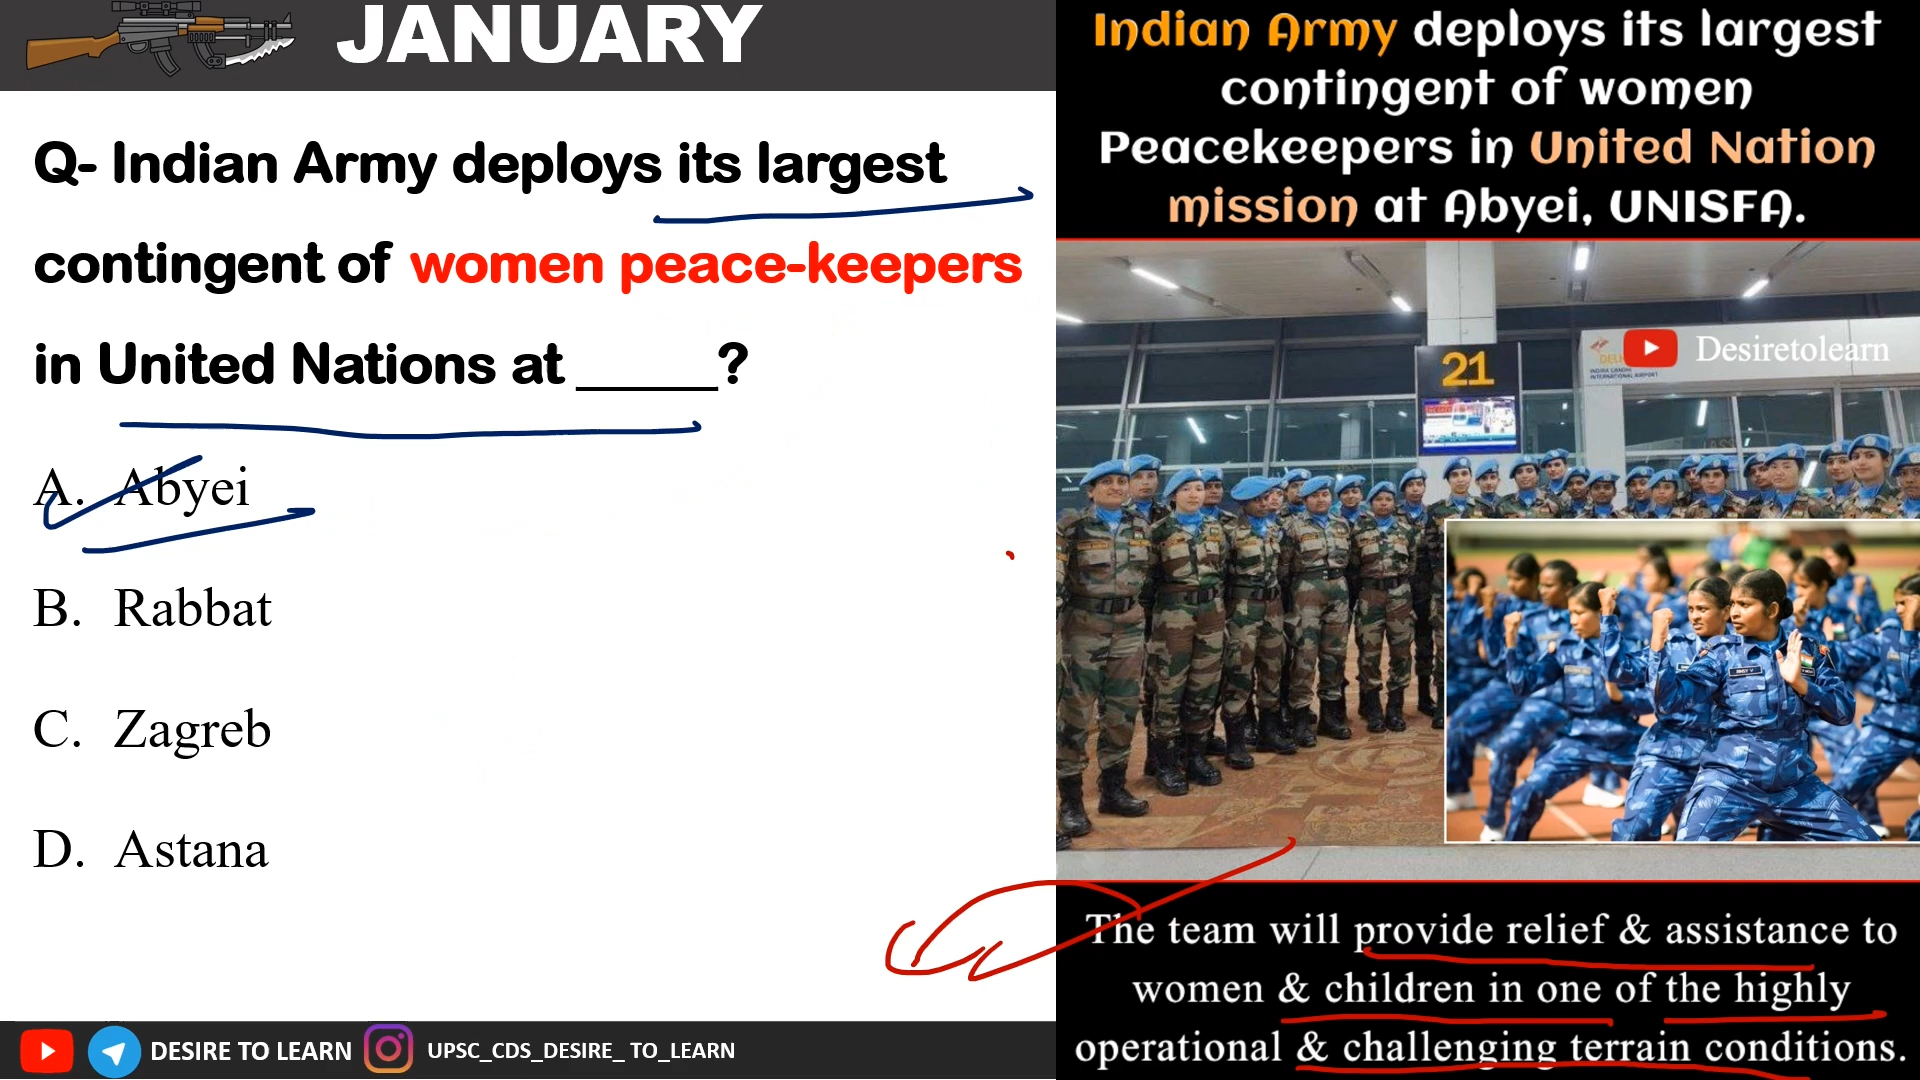 JANUARY
Q- Indian Army deploys its largest
contingent of women peace-keepers
in United Nations at _____?
A. Abyei
B. Rabbat
C. Zagreb
D. Astana
DESIRE TO LEARN
UPSC_CDS_DESIRE_ TO_LEARN
Indian Army deploys its largest
contingent of women
Peacekeepers in United Nation
mission at Abyei, UNISFA.
Desiretolearn
21
The team will provide relief & assistance to
women & children in one of the highly
operational & challenging terrain conditions.